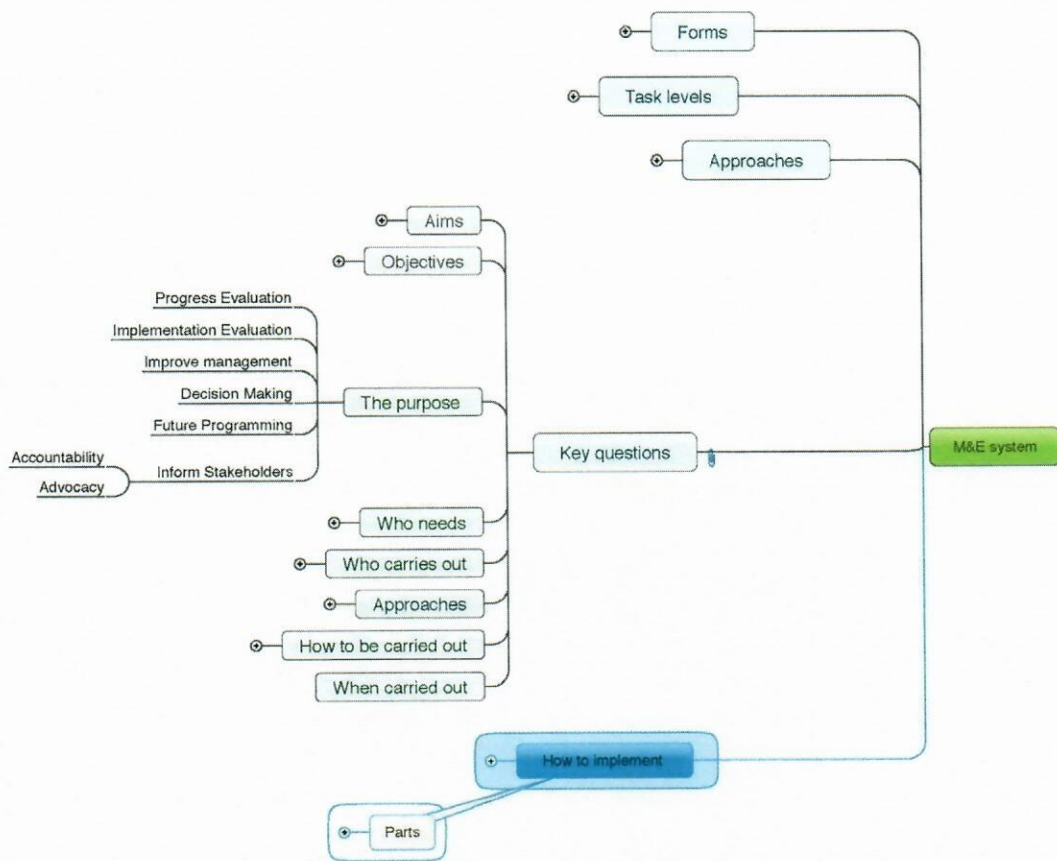 Forms
Task levels
Approaches
Aims
Objectives
Progress Evaluation
Implementation Evaluation
Improve management
Decision Making
The purpose
Future Programming
Key questions
M&E system
Accountability
Inform Stakeholders
Advocacy
Who needs
Who carries out
Approaches
How to be carried out
When carried out
How to implement
Parts